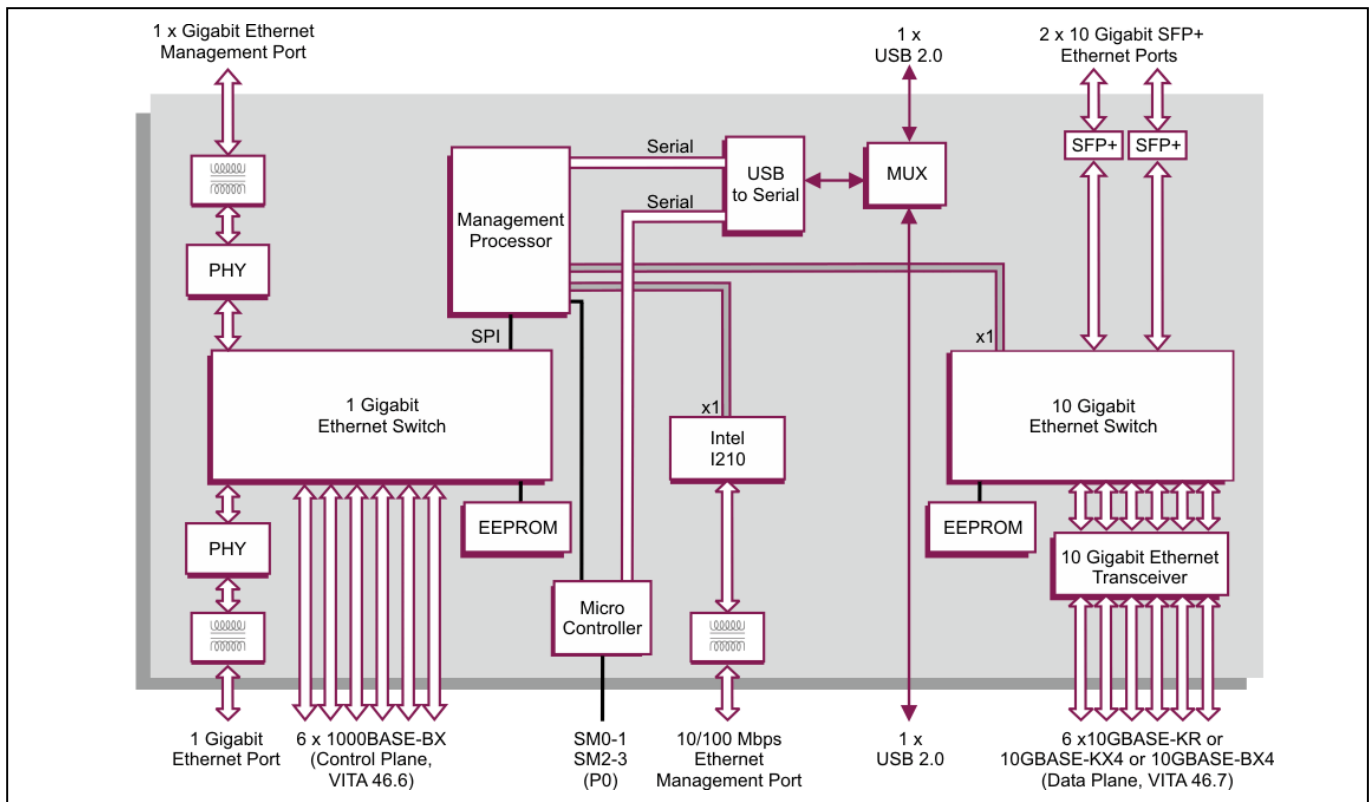 1 x Gigabit Ethernet
Management Port
1 x
USB 2.0
2 x 10 Gigabit SFP+
Ethernet Ports
SFP+
SFP+
Serial
USB
to Serial
MUX
Management
Processor
Serial
PHY
SPI
x1
1 Gigabit
Ethernet Switch
x1
Intel
I210
10 Gigabit
Ethernet Switch
EEPROM
EEPROM
PHY
10 Gigabit Ethernet
Transceiver
Micro
Controller
1 Gigabit
Ethernet Port
6 x 1000BASE-BX
(Control Plane,
VITA 46.6)
SM0-1
SM2-3
(P0)
10/100 Mbps
Ethernet
Management Port
1 x
USB 2.0
6 x10GBASE-KR or
10GBASE-KX4 or 10GBASE-BX4
(Data Plane, VITA 46.7)